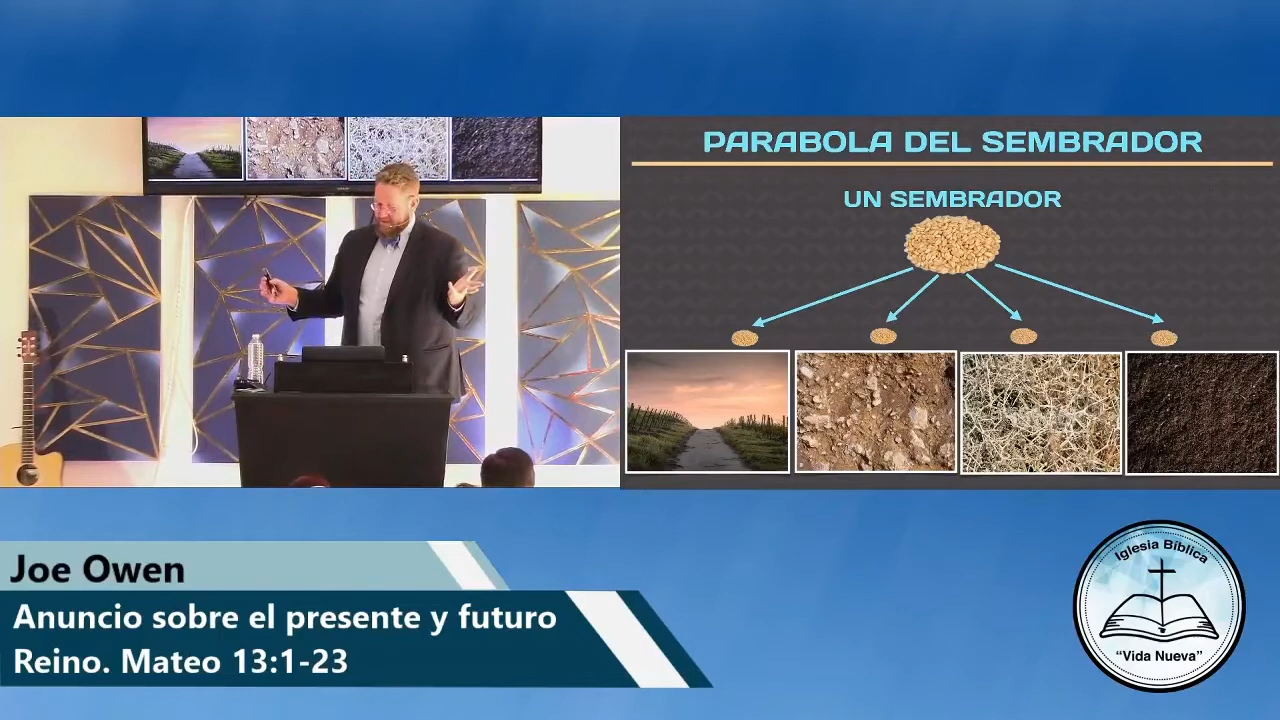 PARABOLA DEL SEMBRADOR
UN SEMBRADOR
Joe Owen
Anuncio sobre el presente y futuro
Reino. Mateo 13:1-23
Iglesia Bíblica
“Vida Nueva”